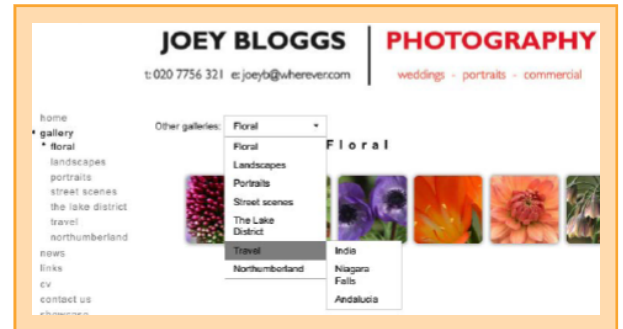 JOEY BLOGGS PHOTOGRAPHY
t: 020 7756 321 e: joeyb@wherever.com weddings - portraits - commercial
home
gallery
floral
landscapes
portraits
street scenes
the lake district
travel
northumberland
news
links
cv
contact us
showcase
Other galleries: Floral
Floral
Floral
Landscapes
Portraits
Street scenes
The Lake
District
Travel
Northumberland
India
Niagara
Falls
Andalucia